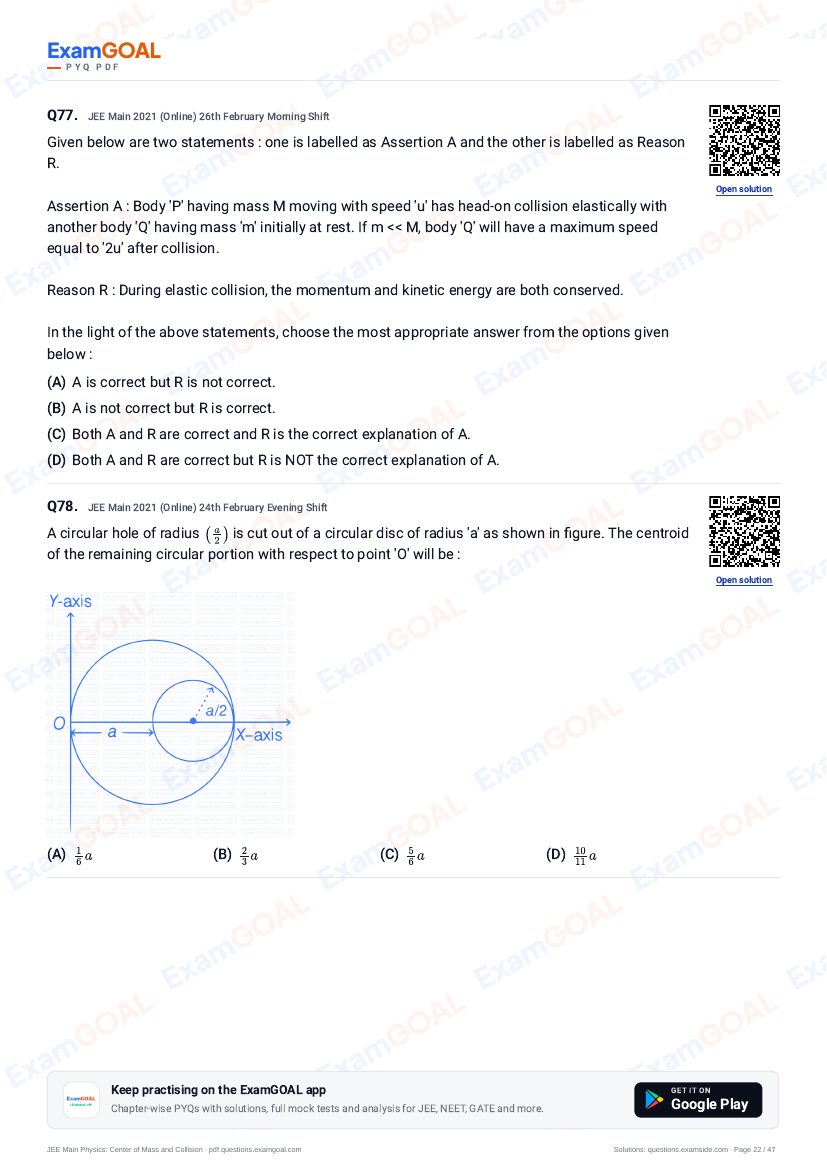 ExamGOAL
PYQ PDF
Q77. JEE Main 2021 (Online) 26th February Morning Shift
Given below are two statements : one is labelled as Assertion A and the other is labelled as Reason
R.
Open solution
Assertion A : Body 'P' having mass M moving with speed 'u' has head-on collision elastically with
another body 'Q' having mass 'm' initially at rest. If m << M, body 'Q' will have a maximum speed
equal to '2u' after collision.
Reason R : During elastic collision, the momentum and kinetic energy are both conserved.
In the light of the above statements, choose the most appropriate answer from the options given
below :
(A) A is correct but R is not correct.
(B) A is not correct but R is correct.
(C) Both A and R are correct and R is the correct explanation of A.
(D) Both A and R are correct but R is NOT the correct explanation of A.
Q78. JEE Main 2021 (Online) 24th February Evening Shift
A circular hole of radius (a/2) is cut out of a circular disc of radius 'a' as shown in figure. The centroid
of the remaining circular portion with respect to point 'O' will be :
Open solution
Y-axis
a/2
O
a
X-axis
(A) 1/6 a (B) 2/3 a (C) 5/6 a (D) 10/11 a
Keep practising on the ExamGOAL app
Chapter-wise PYQs with solutions, full mock tests and analysis for JEE, NEET, GATE and more.
GET IT ON
Google Play
JEE Main Physics: Center of Mass and Collision · pdf.questions.examgoal.com
Solutions: questions.examside.com · Page 22 / 47